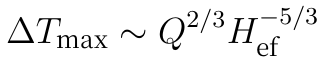 ΔT_max ∼ Q^{2/3} H_ef^{−5/3}